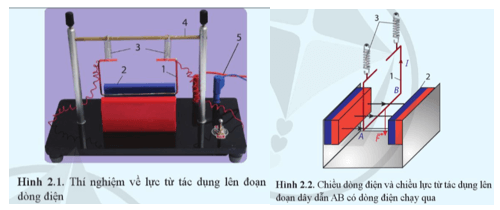 4
3
1
2
5
Hình 2.1. Thí nghiệm về lực từ tác dụng lên đoạn
dòng điện
3
I
1
B
2
A
F
Hình 2.2. Chiều dòng điện và chiều lực từ tác dụng lên
đoạn dây dẫn AB có dòng điện chạy qua